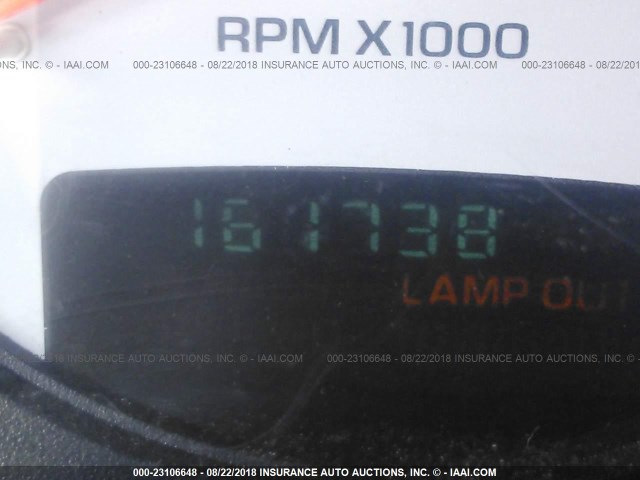 RPM X1000
INC. © - IAAI.COM 000-23106648 - 08/22/2018 INSURANCE AUTO AUCTIONS, INC. © - IAAI.COM 000-23106648 - 08/22/2018
161738
LAMP OUT
INSURANCE AUTO AUCTIONS, INC. © - IAAI.COM 000-23106648 - 08/22/2018 INSURANCE AUTO AUCTIONS, INC. © - IAAI.COM
000-23106648 - 08/22/2018 INSURANCE AUTO AUCTIONS, INC. © - IAAI.COM